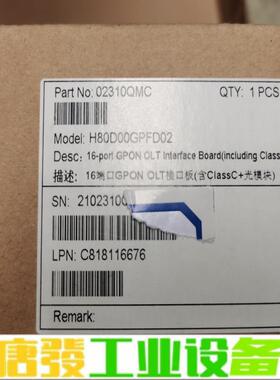 Part No: 02310QMC QTY: 1 PCS
Model: H80D00GPFD02
Desc: 16-port GPON OLT Interface Board(including Class
描述: 16端口GPON OLT接口板(含ClassC+光模块)
SN: 2102310
LPN: C818116676
Remark:
唐發工业设备